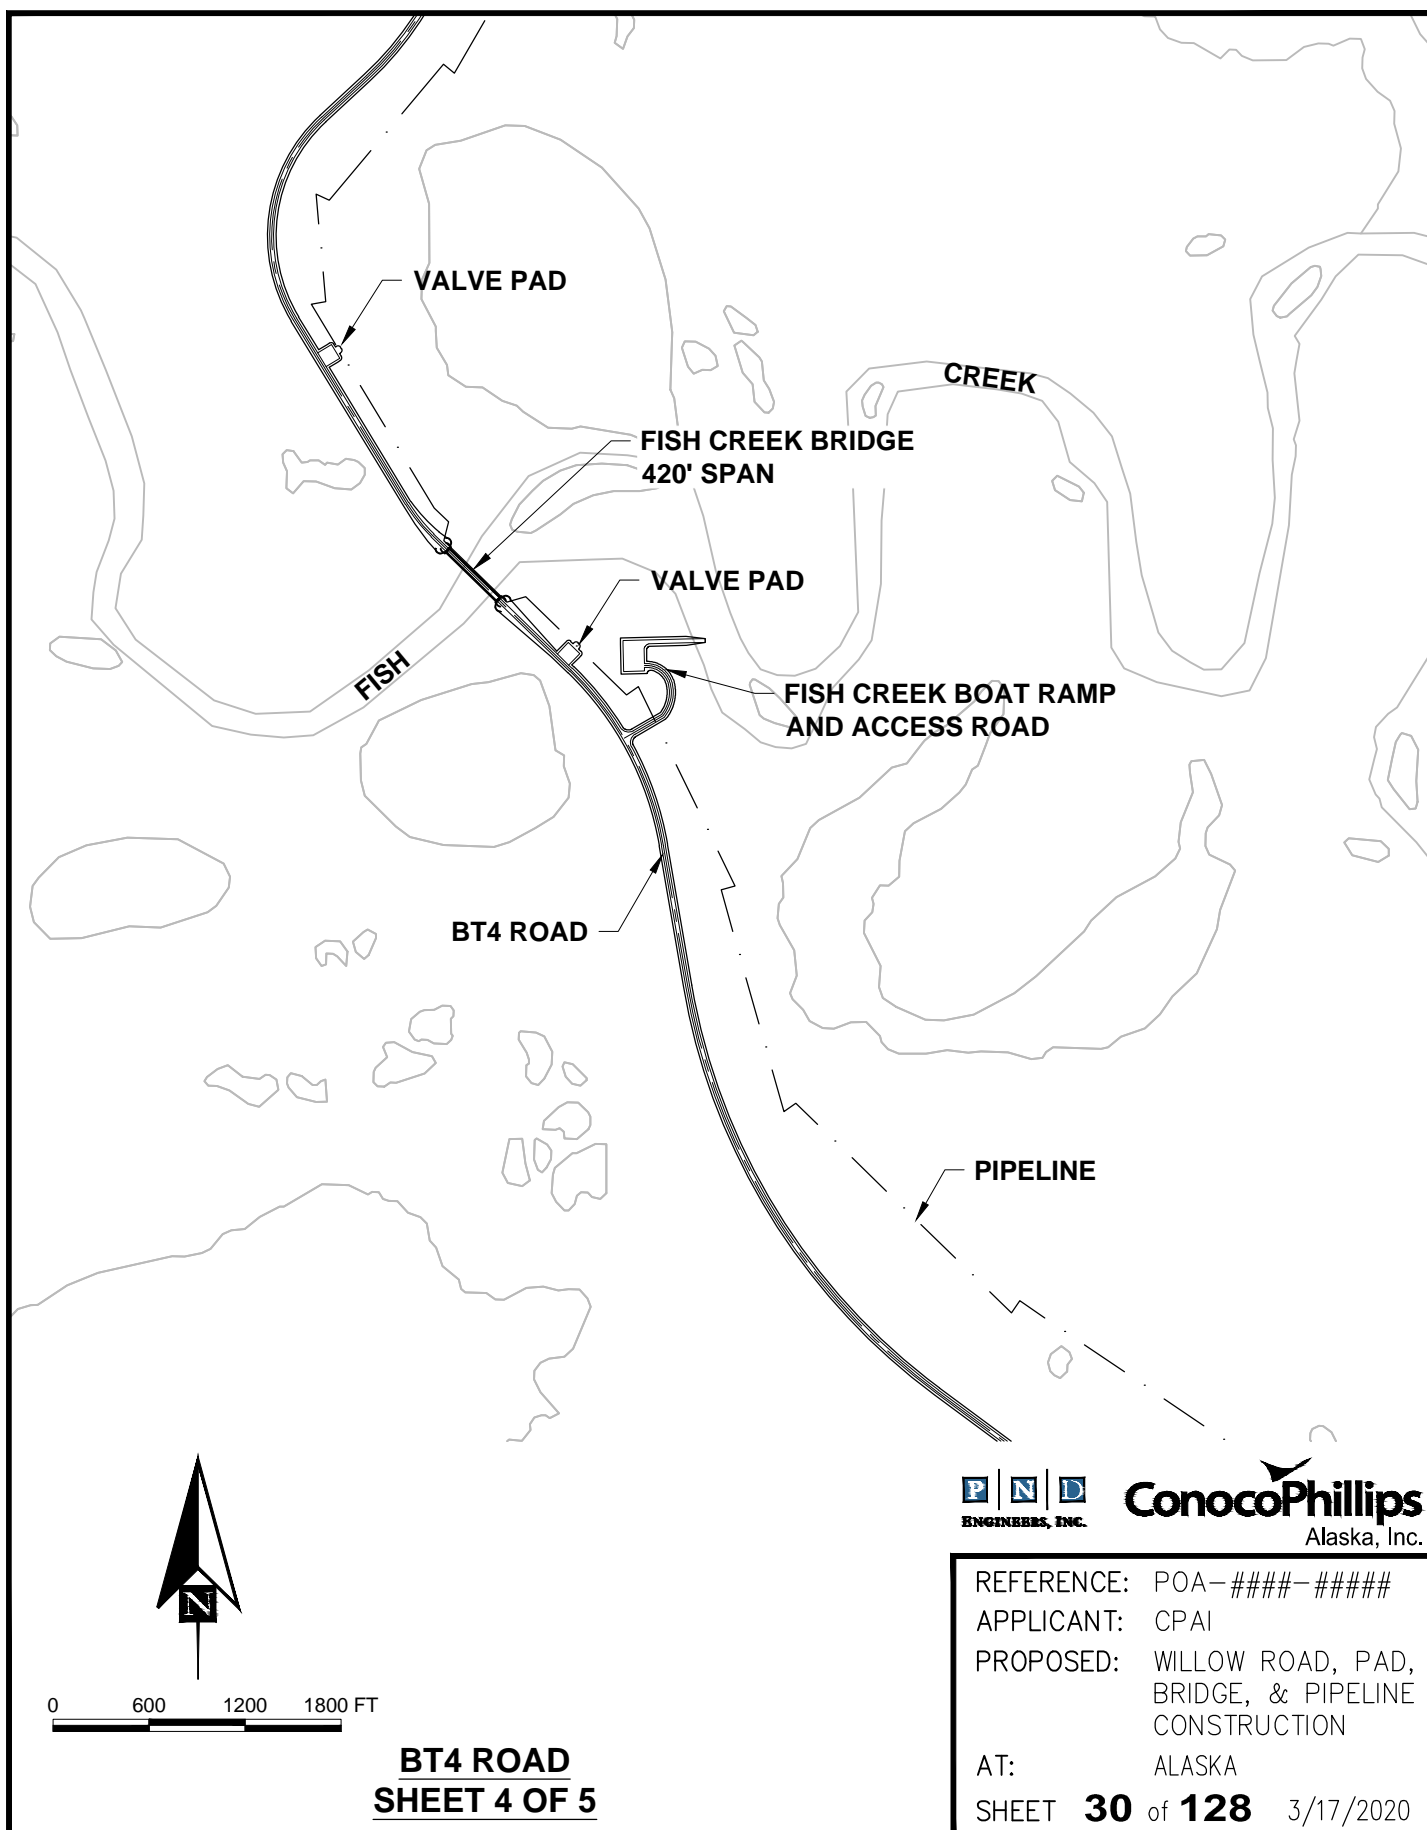 VALVE PAD
CREEK
FISH CREEK BRIDGE
420' SPAN
VALVE PAD
FISH
FISH CREEK BOAT RAMP
AND ACCESS ROAD
BT4 ROAD
PIPELINE
N
0 600 1200 1800 FT
BT4 ROAD
SHEET 4 OF 5
P N D
ENGINEERS, INC.
ConocoPhillips
Alaska, Inc.
REFERENCE: POA-####-#####
APPLICANT: CPAI
PROPOSED: WILLOW ROAD, PAD,
BRIDGE, & PIPELINE
CONSTRUCTION
AT: ALASKA
SHEET 30 of 128 3/17/2020